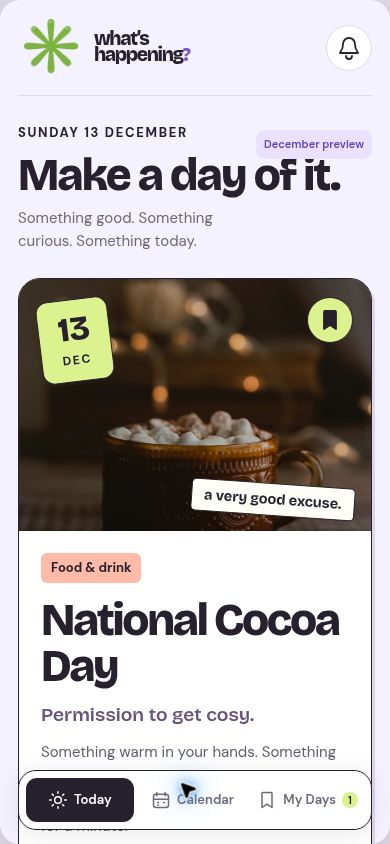 what's
happening?
SUNDAY 13 DECEMBER
December preview
Make a day of it.
Something good. Something
curious. Something today.
13
DEC
a very good excuse.
Food & drink
National Cocoa
Day
Permission to get cosy.
Something warm in your hands. Something
Today
Calendar
My Days 1